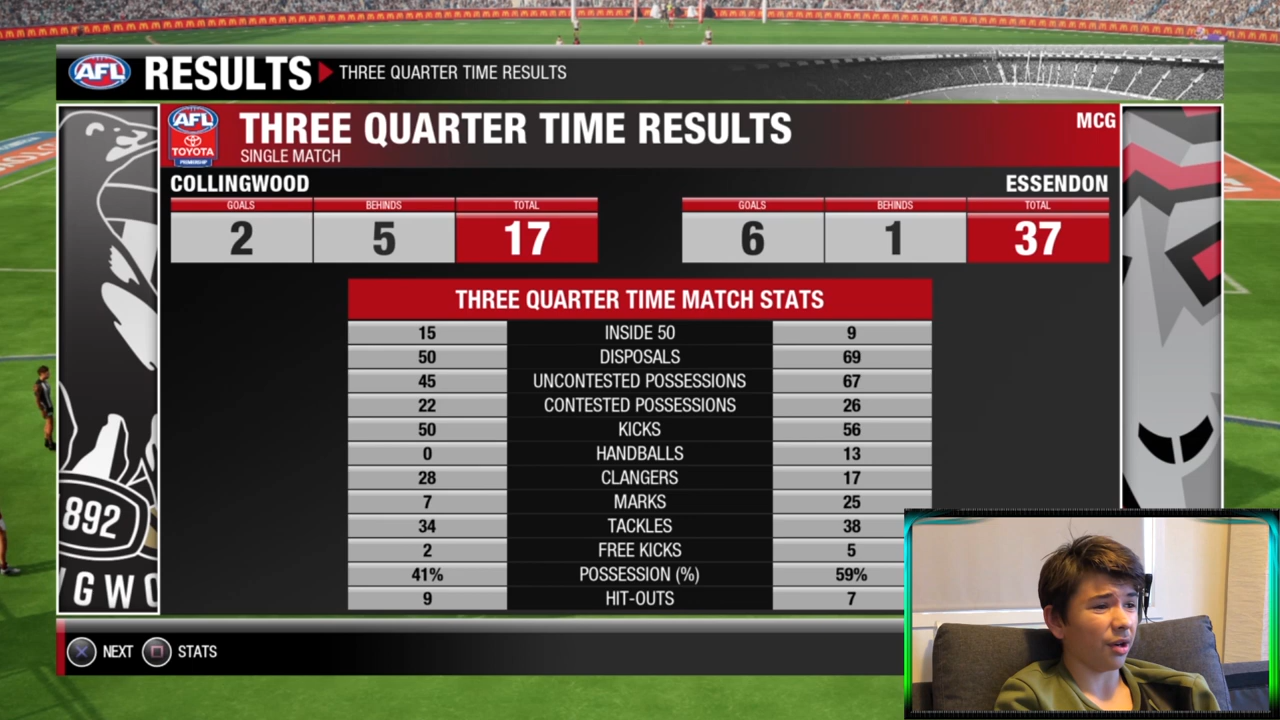 AFL RESULTS THREE QUARTER TIME RESULTS
AFL TOYOTA PREMIERSHIP
THREE QUARTER TIME RESULTS
MCG
SINGLE MATCH
COLLINGWOOD
ESSENDON
GOALS BEHINDS TOTAL
GOALS BEHINDS TOTAL
2 5 17
6 1 37
THREE QUARTER TIME MATCH STATS
15 INSIDE 50 9
50 DISPOSALS 69
45 UNCONTESTED POSSESSIONS 67
22 CONTESTED POSSESSIONS 26
50 KICKS 56
0 HANDBALLS 13
28 CLANGERS 17
7 MARKS 25
34 TACKLES 38
2 FREE KICKS 5
41% POSSESSION (%) 59%
9 HIT-OUTS 7
892
NGWO
NEXT STATS